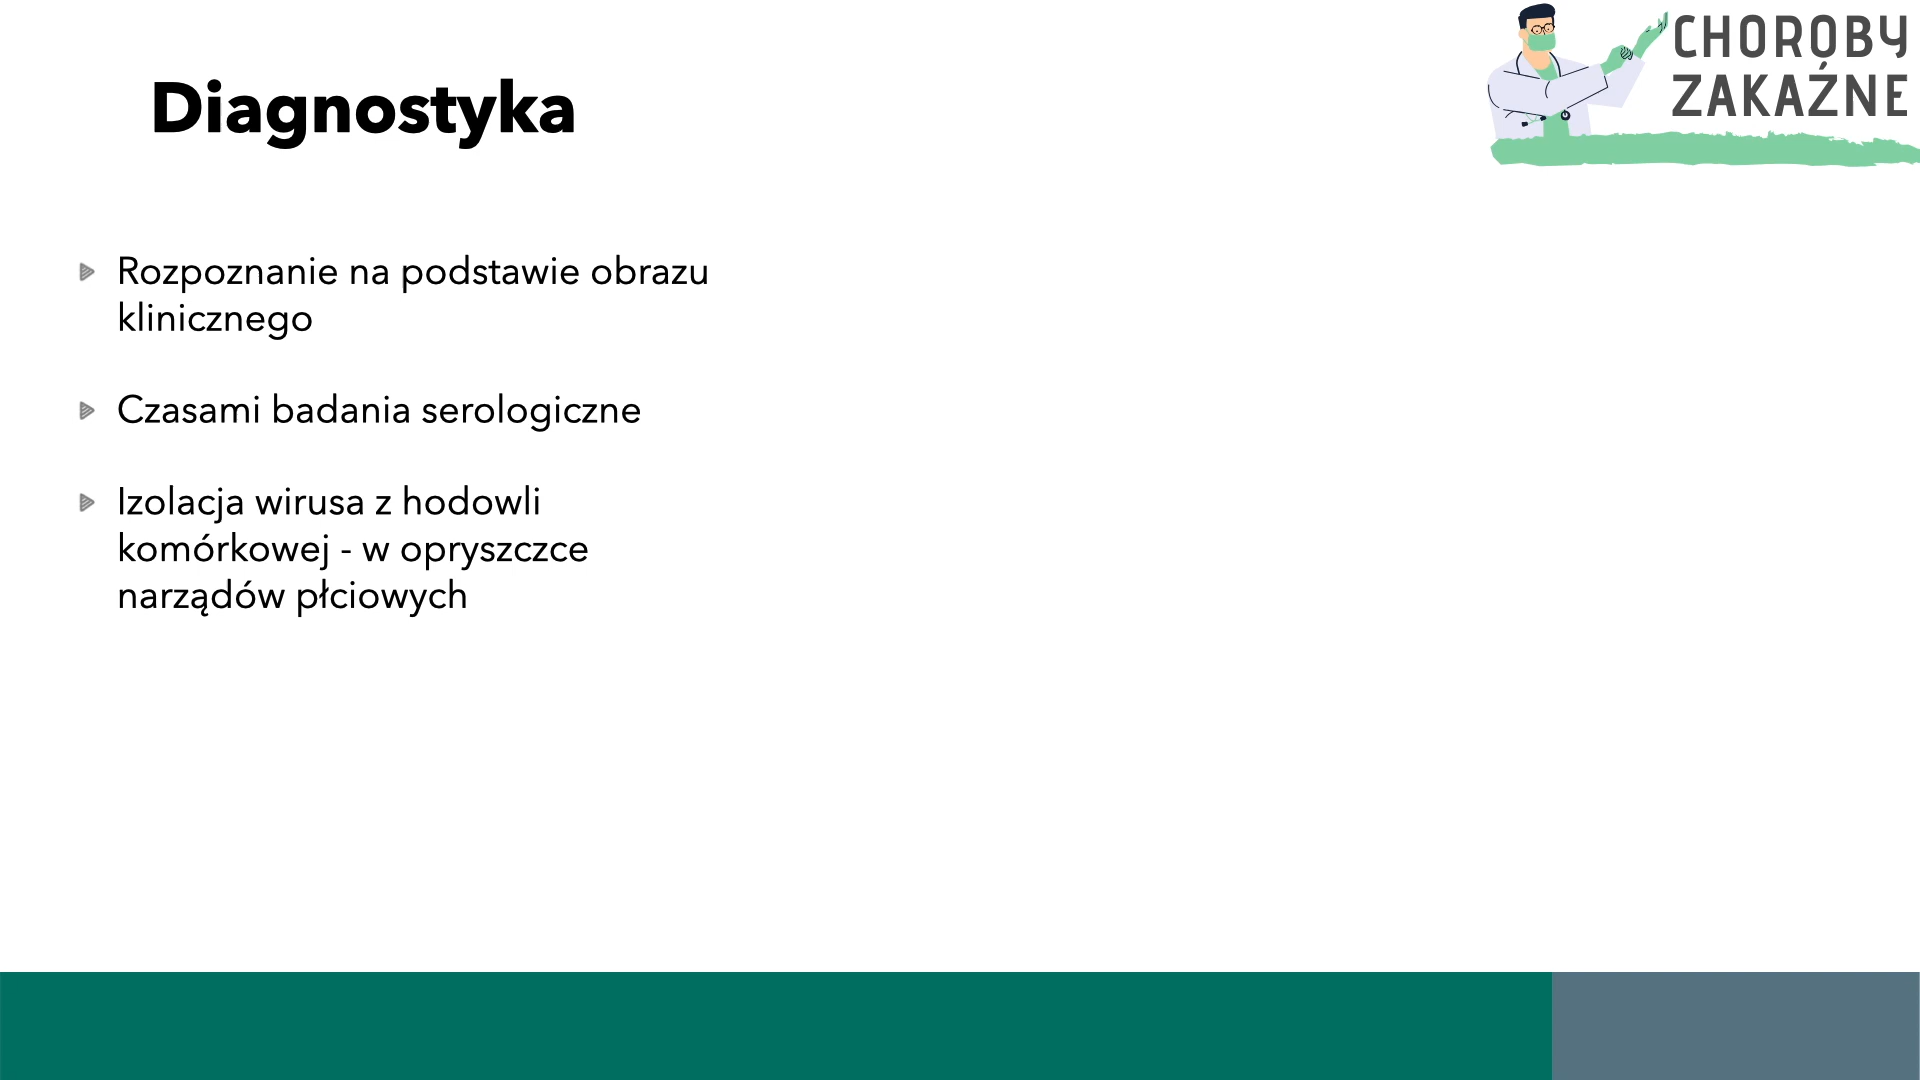 CHOROBY
ZAKAŹNE
Diagnostyka
Rozpoznanie na podstawie obrazu
klinicznego
Czasami badania serologiczne
Izolacja wirusa z hodowli
komórkowej - w opryszczce
narządów płciowych